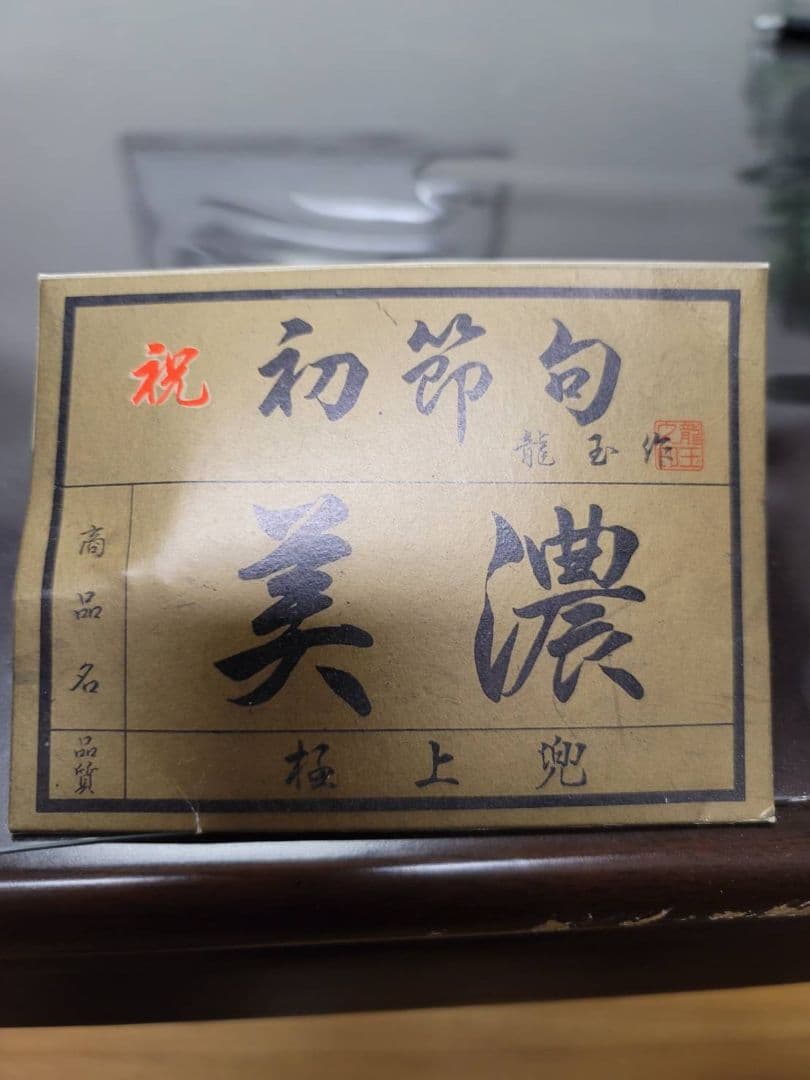 祝 初節句
龍玉作
商品名 美濃
品質 極上兜